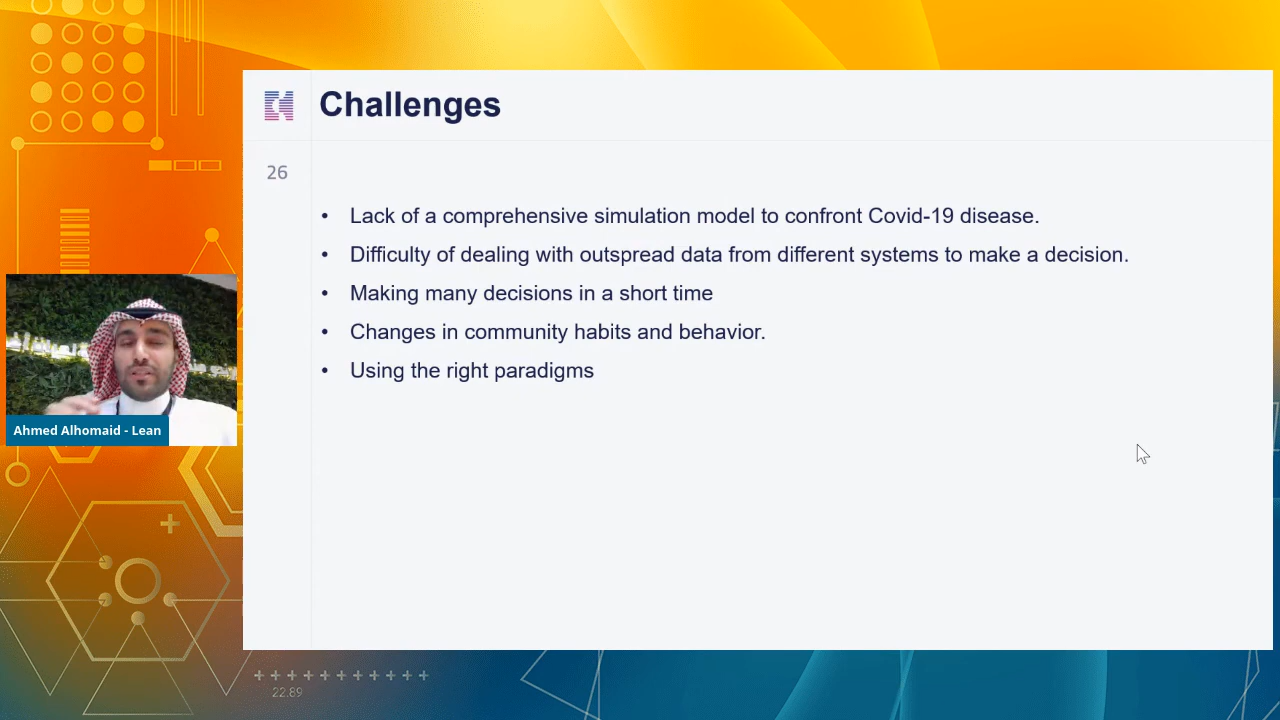 Challenges
26
• Lack of a comprehensive simulation model to confront Covid-19 disease.
• Difficulty of dealing with outspread data from different systems to make a decision.
• Making many decisions in a short time
• Changes in community habits and behavior.
• Using the right paradigms
Ahmed Alhomaid - Lean
22.89